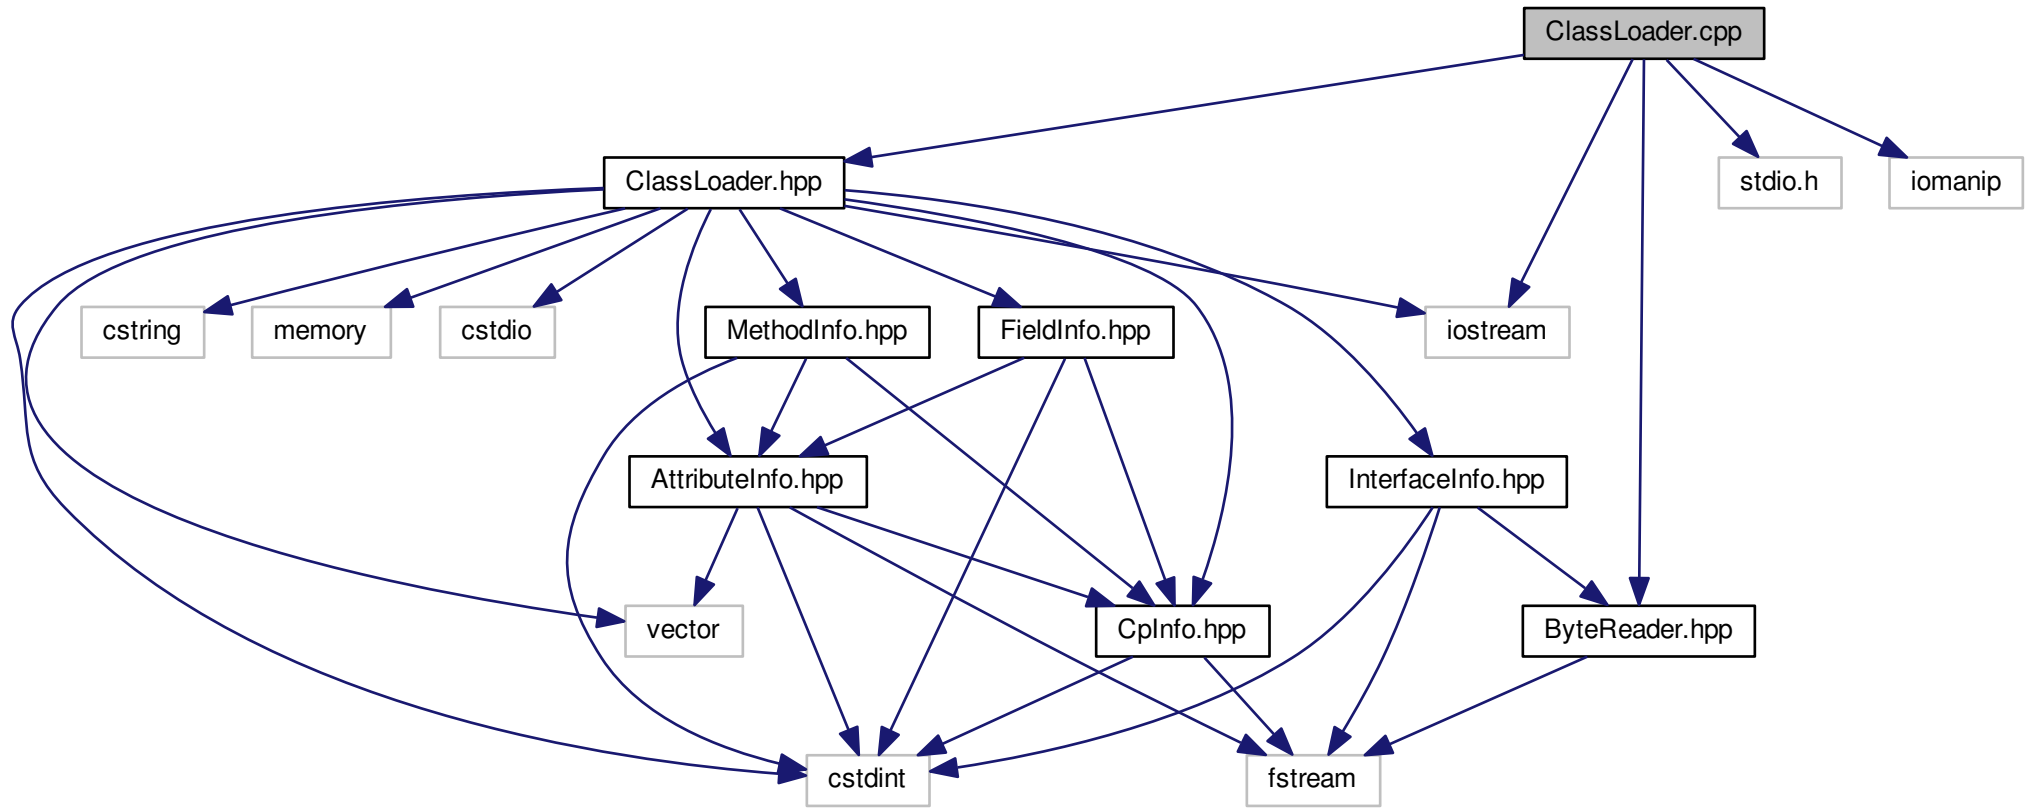 ClassLoader.cpp
ClassLoader.hpp
stdio.h
iomanip
cstring
memory
cstdio
MethodInfo.hpp
FieldInfo.hpp
iostream
AttributeInfo.hpp
InterfaceInfo.hpp
vector
CpInfo.hpp
ByteReader.hpp
cstdint
fstream